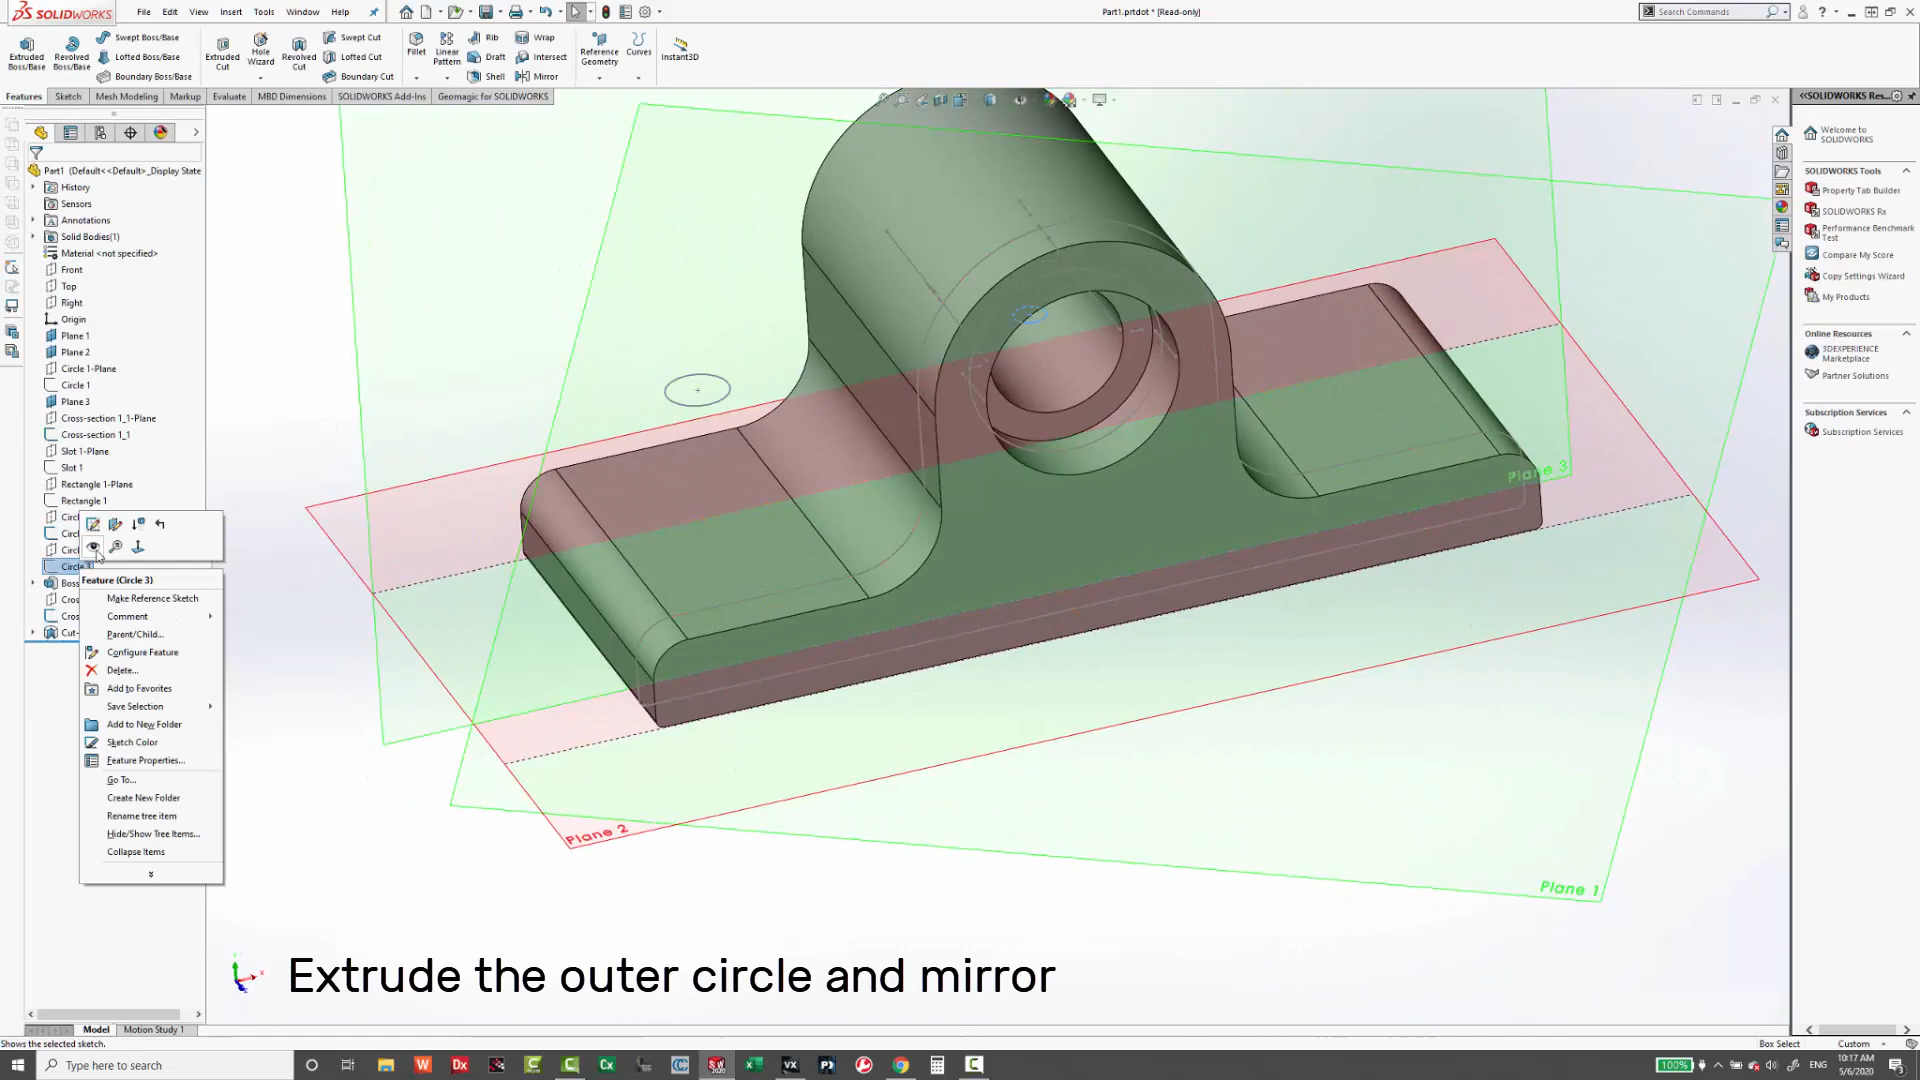 SOLIDWORKS
File
Edit
View
Insert
Tools
Window
Help
Part1.prtdot * [Read-only]
Search Commands
Extruded Boss/Base
Revolved Boss/Base
Swept Boss/Base
Lofted Boss/Base
Boundary Boss/Base
Extruded Cut
Hole Wizard
Revolved Cut
Swept Cut
Lofted Cut
Boundary Cut
Fillet
Linear Pattern
Rib
Draft
Shell
Wrap
Intersect
Mirror
Reference Geometry
Curves
Instant3D
Features
Sketch
Mesh Modeling
Markup
Evaluate
MBD Dimensions
SOLIDWORKS Add-Ins
Geomagic for SOLIDWORKS
Part1 (Default<<Default>_Display State
History
Sensors
Annotations
Solid Bodies(1)
Material <not specified>
Front
Top
Right
Origin
Plane 1
Plane 2
Circle 1-Plane
Circle 1
Plane 3
Cross-section 1_1-Plane
Cross-section 1_1
Slot 1-Plane
Slot 1
Rectangle 1-Plane
Rectangle 1
Circ
Circ
Circ
Circle 3
Boss
Cros
Cros
Cut-
Feature (Circle 3)
Make Reference Sketch
Comment
Parent/Child...
Configure Feature
Delete...
Add to Favorites
Save Selection
Add to New Folder
Sketch Color
Feature Properties...
Go To...
Create New Folder
Rename tree item
Hide/Show Tree Items...
Collapse Items
Plane 3
Plane 2
Plane 1
Extrude the outer circle and mirror
SOLIDWORKS Res...
Welcome to SOLIDWORKS
SOLIDWORKS Tools
Property Tab Builder
SOLIDWORKS Rx
Performance Benchmark Test
Compare My Score
Copy Settings Wizard
My Products
Online Resources
3DEXPERIENCE Marketplace
Partner Solutions
Subscription Services
Subscription Services
Model
Motion Study 1
Shows the selected sketch.
Box Select
Custom
Type here to search
100%
ENG
10:17 AM
5/6/2020